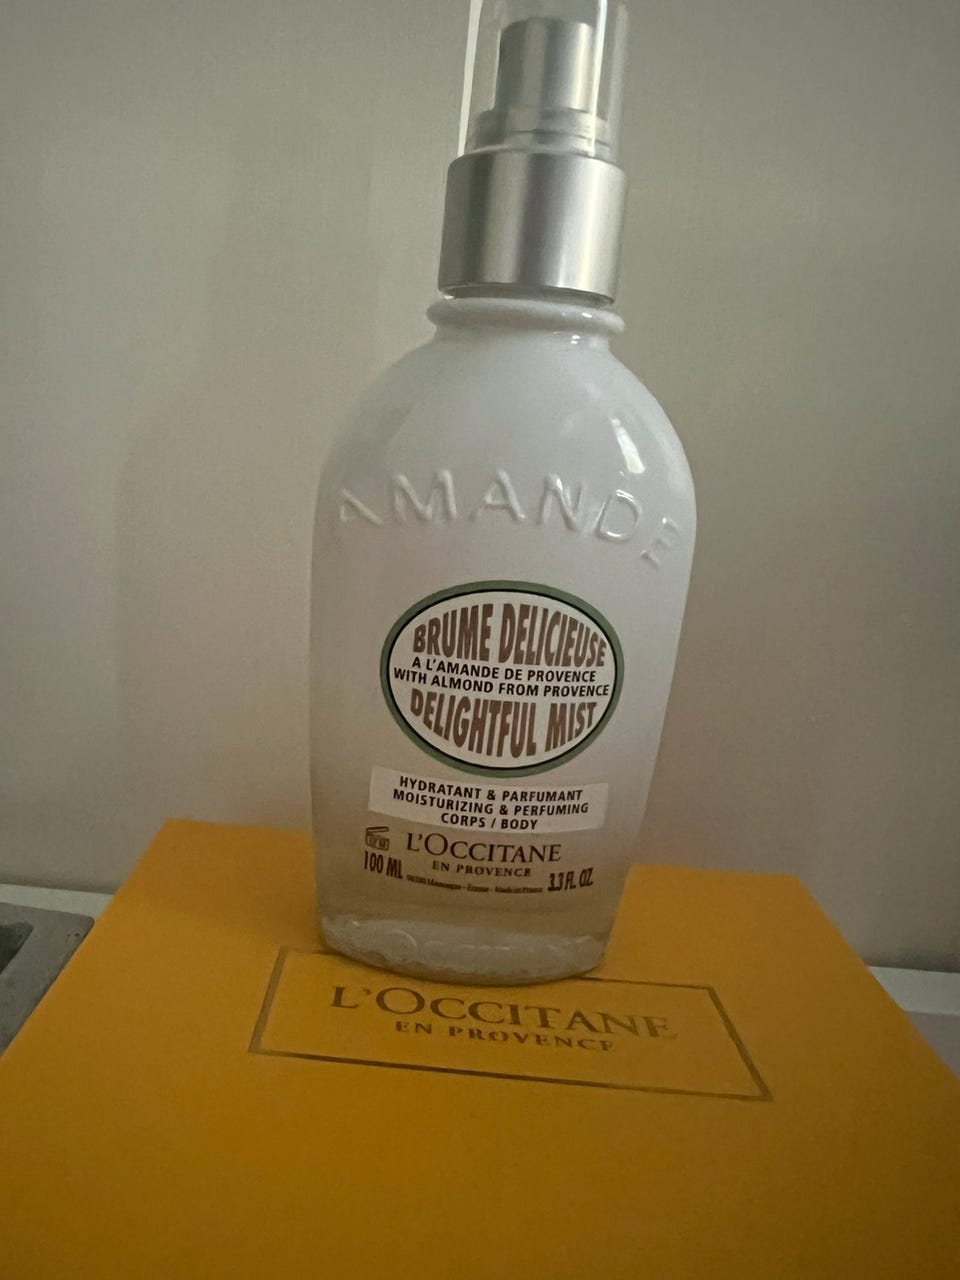 AMANDE
BRUME DELICIEUSE
A L'AMANDE DE PROVENCE
WITH ALMOND FROM PROVENCE
DELIGHTFUL MIST
HYDRATANT & PARFUMANT
MOISTURIZING & PERFUMING
CORPS / BODY
L'OCCITANE
EN PROVENCE
100 ML 3.3 FL. OZ.
L'OCCITANE
EN PROVENCE